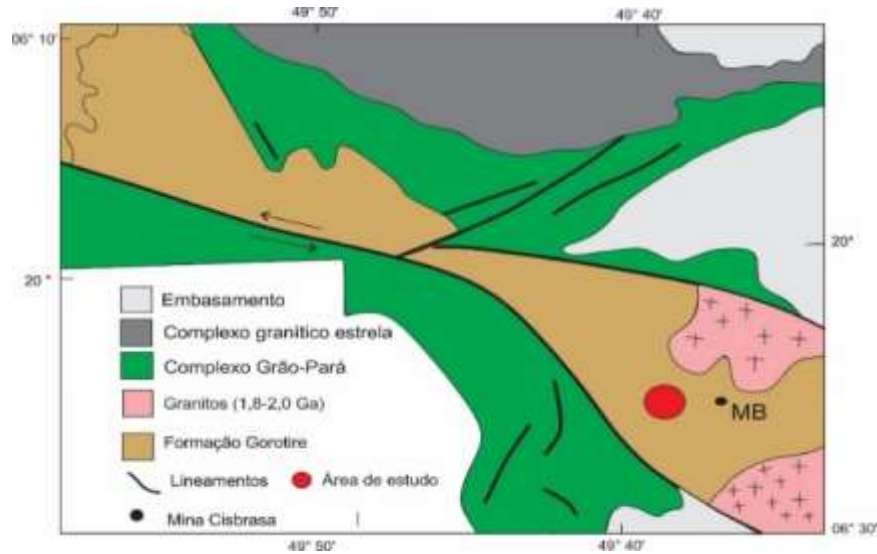 49° 50'
49° 40'
06° 10'
20°
20°
Embasamento
Complexo granítico estrela
Complexo Grão-Pará
Granitos (1,8-2,0 Ga)
Formação Gorotire
Lineamentos
Área de estudo
Mina Cisbrasa
MB
06° 30'
49° 50'
49° 40'